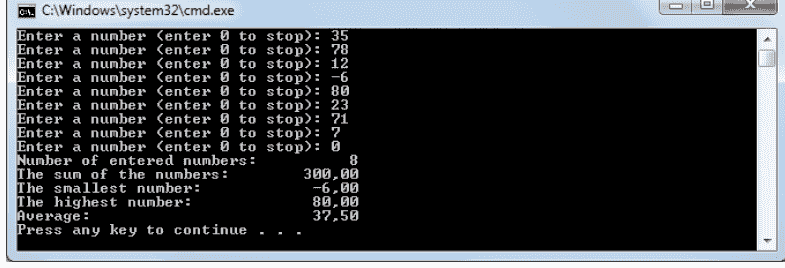 C:\Windows\system32\cmd.exe
Enter a number (enter 0 to stop): 35
Enter a number (enter 0 to stop): 78
Enter a number (enter 0 to stop): 12
Enter a number (enter 0 to stop): -6
Enter a number (enter 0 to stop): 80
Enter a number (enter 0 to stop): 23
Enter a number (enter 0 to stop): 71
Enter a number (enter 0 to stop): 7
Enter a number (enter 0 to stop): 0
Number of entered numbers: 8
The sum of the numbers: 300,00
The smallest number: -6,00
The highest number: 80,00
Average: 37,50
Press any key to continue . . .